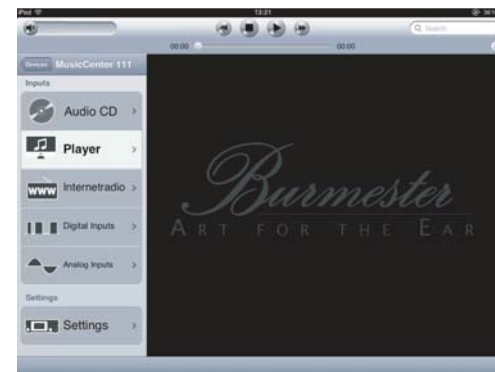 iPad
13:21
Search
00:00
00:00
Devices
MusicCenter 111
Inputs
Audio CD
Player
www Internetradio
Digital Inputs
Analog Inputs
Settings
Settings
Burmester
ART FOR THE EAR